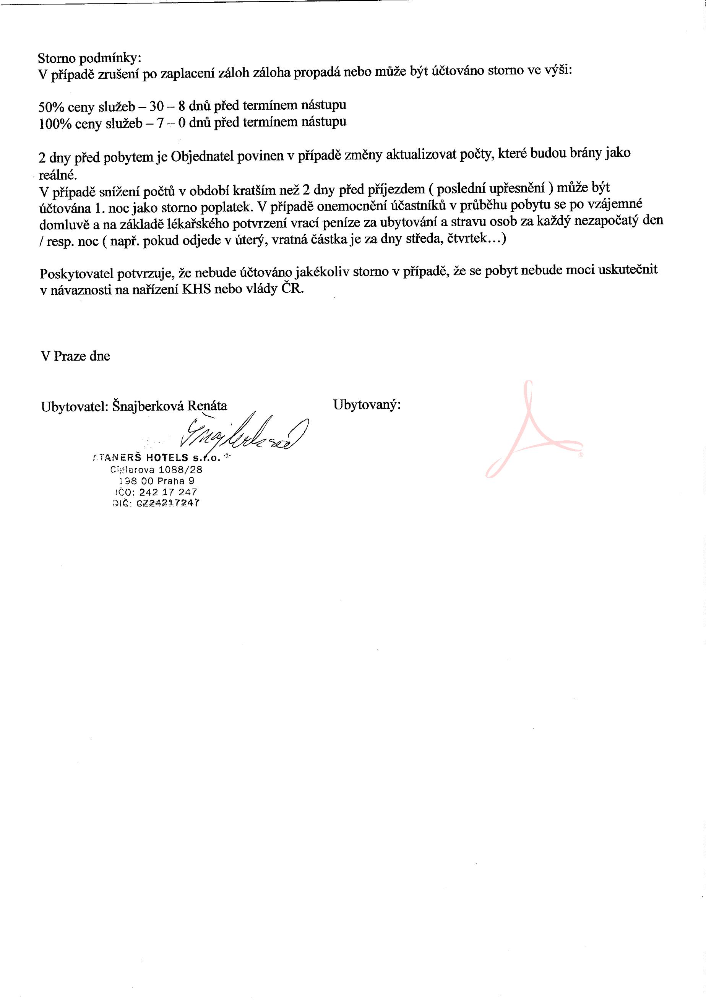 Storno podmínky:
V případě zrušení po zaplacení záloh záloha propadá nebo může být účtováno storno ve výši:
50% ceny služeb – 30 – 8 dnů před termínem nástupu
100% ceny služeb – 7 – 0 dnů před termínem nástupu
2 dny před pobytem je Objednatel povinen v případě změny aktualizovat počty, které budou brány jako
reálné.
V případě snížení počtů v období kratším než 2 dny před příjezdem ( poslední upřesnění ) může být
účtována 1. noc jako storno poplatek. V případě onemocnění účastníků v průběhu pobytu se po vzájemné
domluvě a na základě lékařského potvrzení vrací peníze za ubytování a stravu osob za každý nezapočatý den
/ resp. noc ( např. pokud odjede v úterý, vratná částka je za dny středa, čtvrtek…)
Poskytovatel potvrzuje, že nebude účtováno jakékoliv storno v případě, že se pobyt nebude moci uskutečnit
v návaznosti na nařízení KHS nebo vlády ČR.
V Praze dne
Ubytovatel: Šnajberková Renáta
Ubytovaný:
Šnajberková
ATANERŠ HOTELS s.r.o. -1-
Cíglerova 1088/28
198 00 Praha 9
IČO: 242 17 247
DIČ: CZ24217247